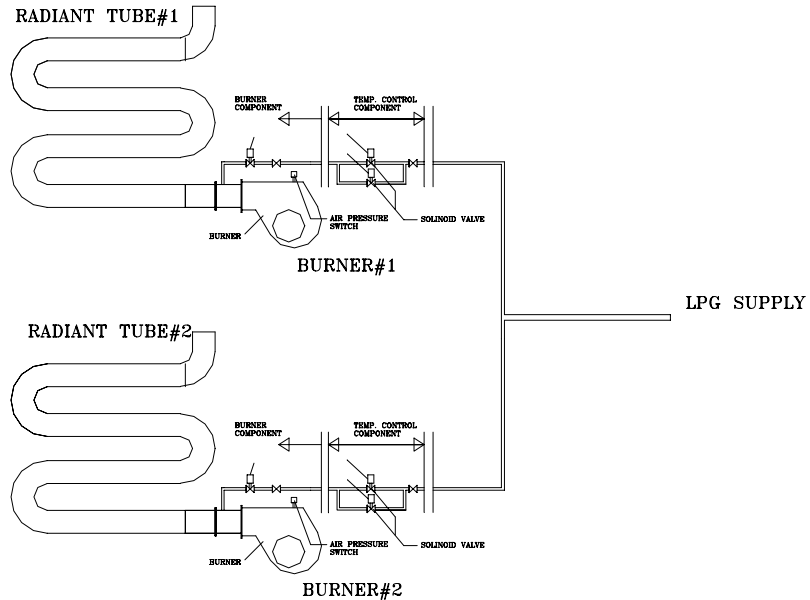 RADIANT TUBE#1
BURNER
COMPONENT
TEMP. CONTROL
COMPONENT
AIR PRESSURE
SWITCH
SOLINOID VALVE
BURNER
BURNER#1
LPG SUPPLY
RADIANT TUBE#2
BURNER
COMPONENT
TEMP. CONTROL
COMPONENT
AIR PRESSURE
SWITCH
SOLINOID VALVE
BURNER
BURNER#2